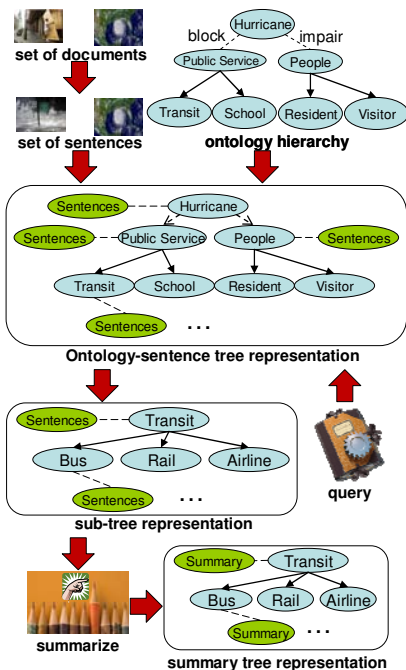 Hurricane
block
impair
Public Service
People
set of documents
Transit
School
Resident
Visitor
set of sentences
ontology hierarchy
Sentences
Hurricane
Sentences
Public Service
People
Sentences
Transit
School
Resident
Visitor
Sentences
...
Ontology-sentence tree representation
Sentences
Transit
Bus
Rail
Airline
Sentences
...
query
sub-tree representation
Summary
Transit
Bus
Rail
Airline
Summary
...
summarize
summary tree representation